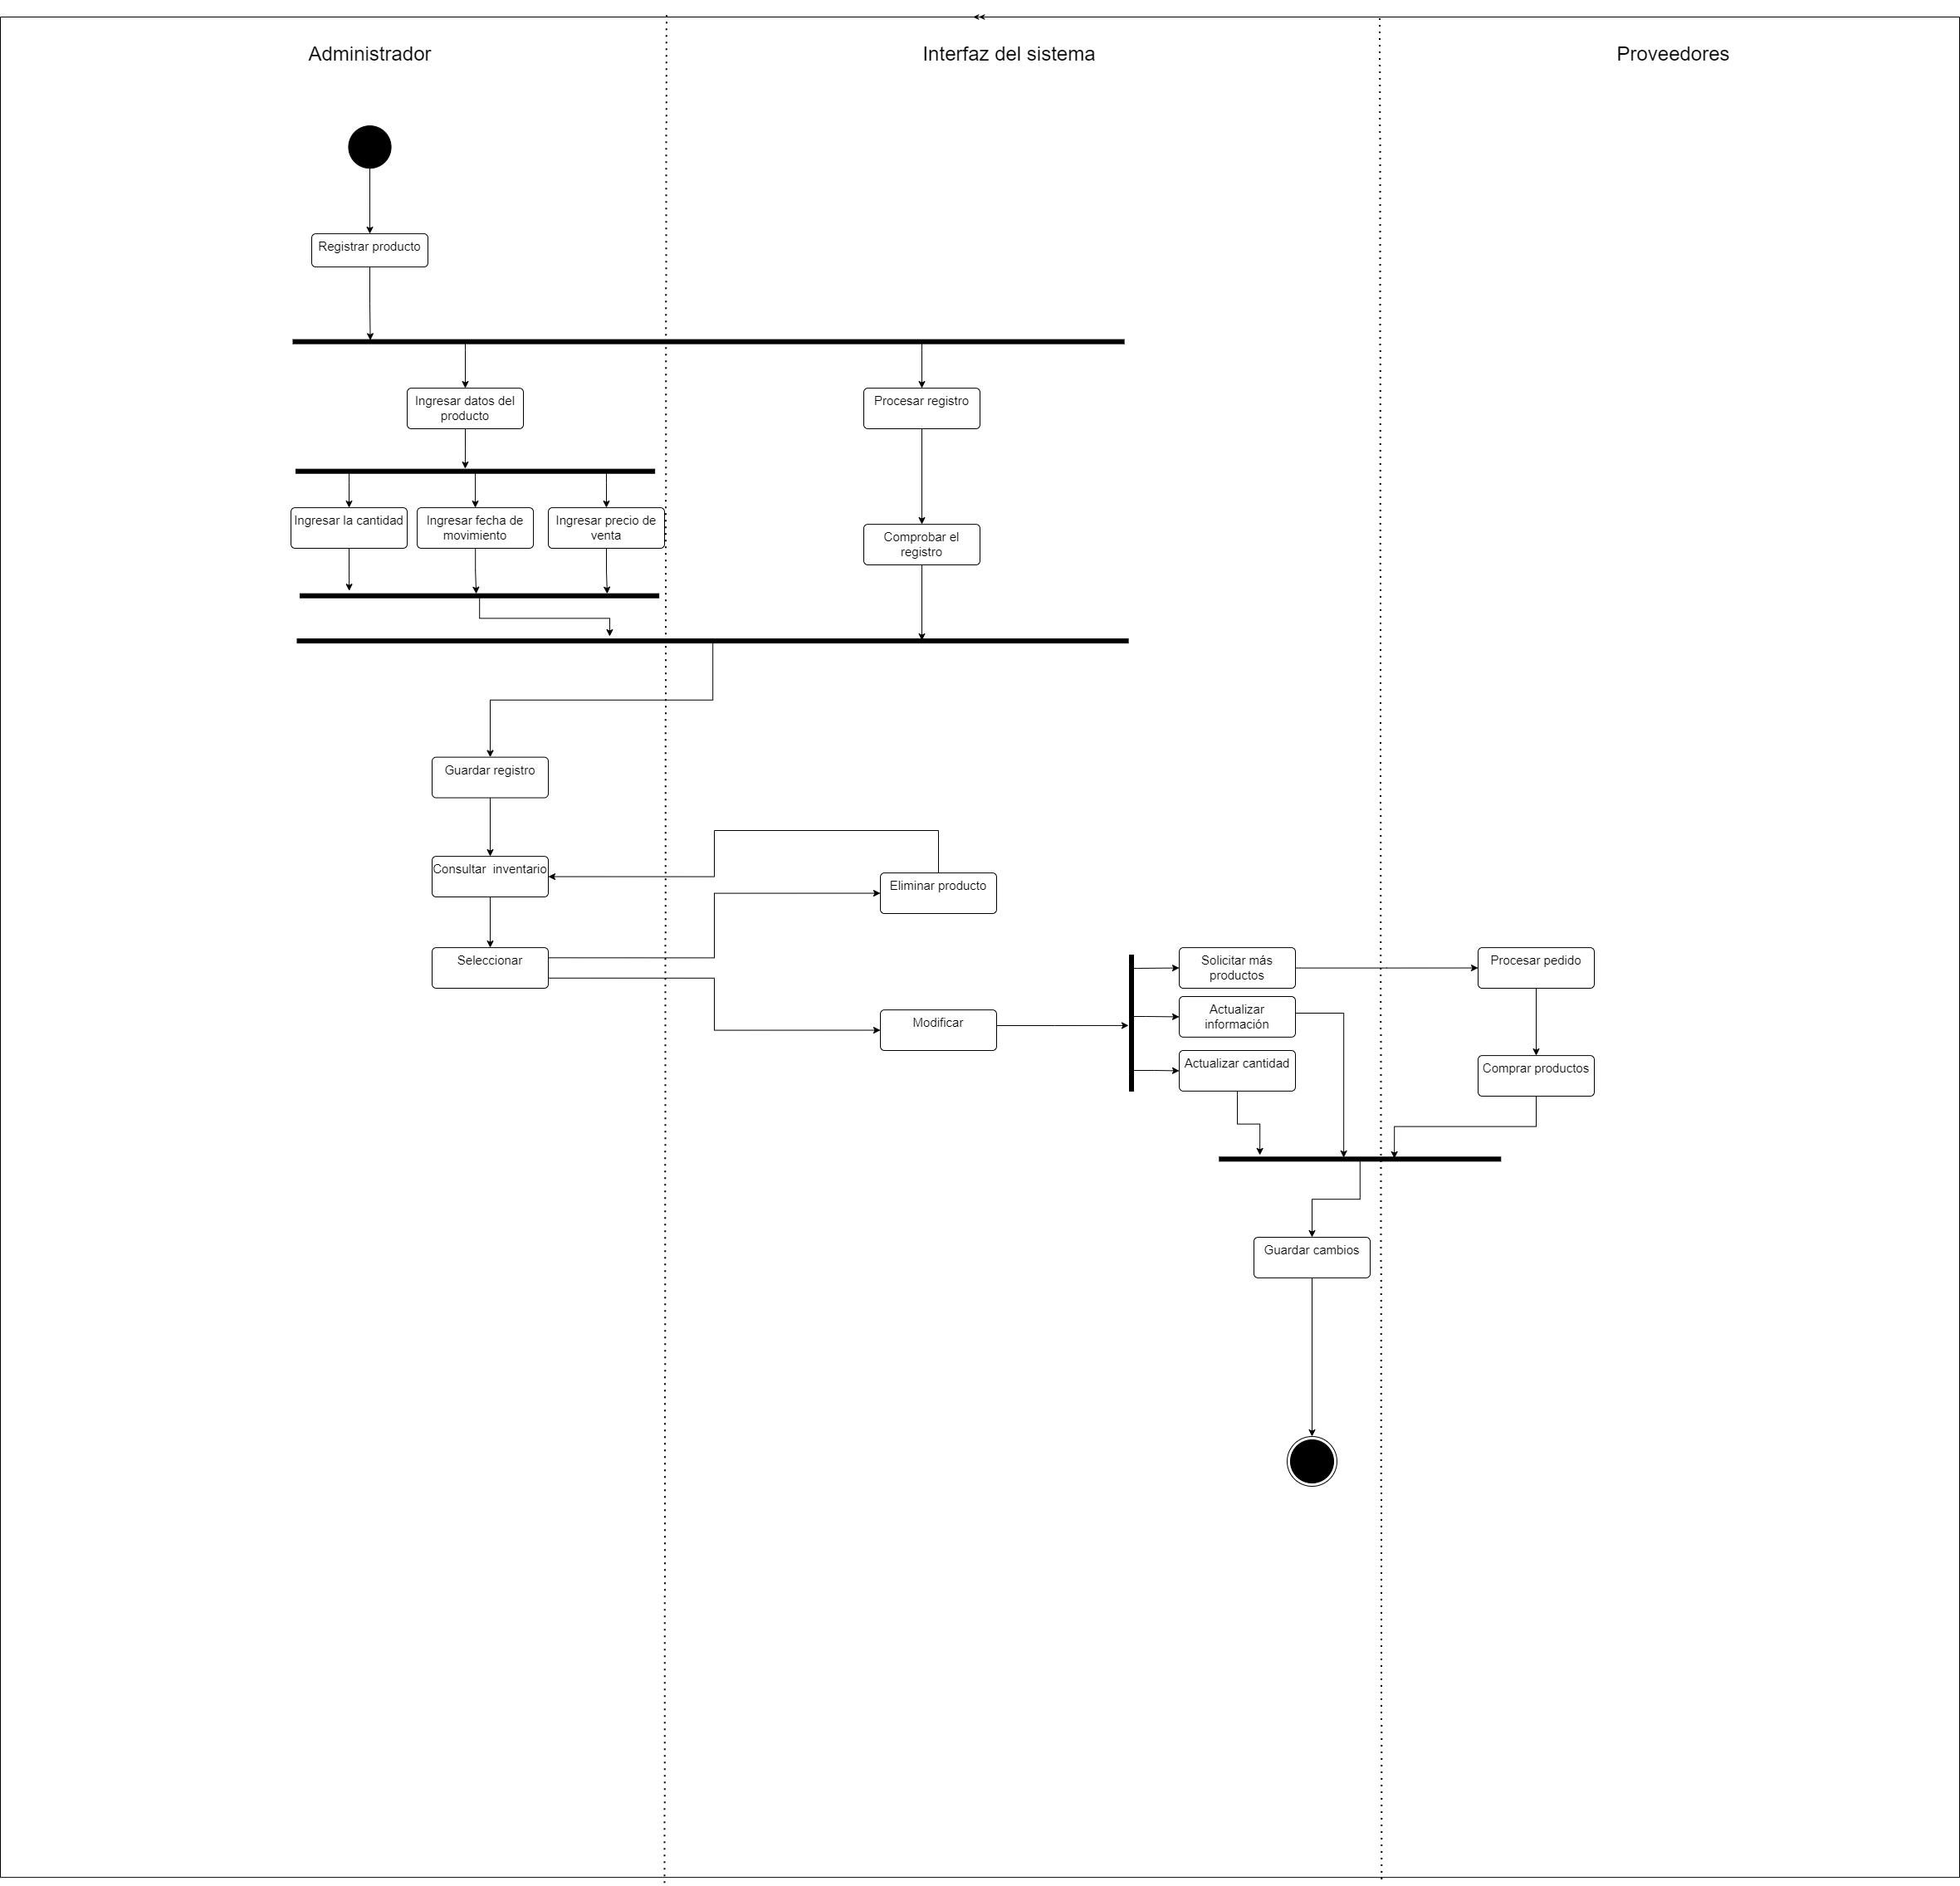 Administrador
Interfaz del sistema
Proveedores
Registrar producto
Ingresar datos del
producto
Procesar registro
Ingresar la cantidad
Ingresar fecha de
movimiento
Ingresar precio de
venta
Comprobar el
registro
Guardar registro
Consultar  inventario
Eliminar producto
Seleccionar
Solicitar más
productos
Procesar pedido
Actualizar
información
Modificar
Actualizar cantidad
Comprar productos
Guardar cambios